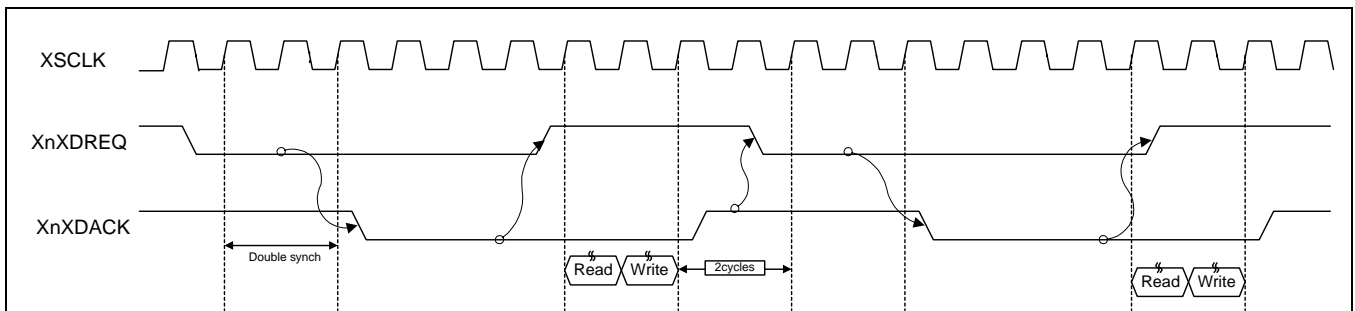 XSCLK
XnXDREQ
XnXDACK
Double synch
Read Write 2cycles Read Write